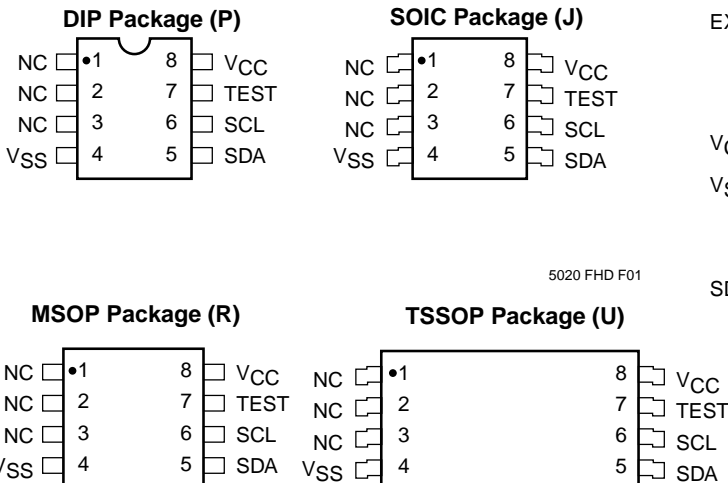 DIP Package (P)
NC 1 8 VCC
NC 2 7 TEST
NC 3 6 SCL
VSS 4 5 SDA
SOIC Package (J)
NC 1 8 VCC
NC 2 7 TEST
NC 3 6 SCL
VSS 4 5 SDA
5020 FHD F01
MSOP Package (R)
NC 1 8 VCC
NC 2 7 TEST
NC 3 6 SCL
VSS 4 5 SDA
TSSOP Package (U)
NC 1 8 VCC
NC 2 7 TEST
NC 3 6 SCL
VSS 4 5 SDA